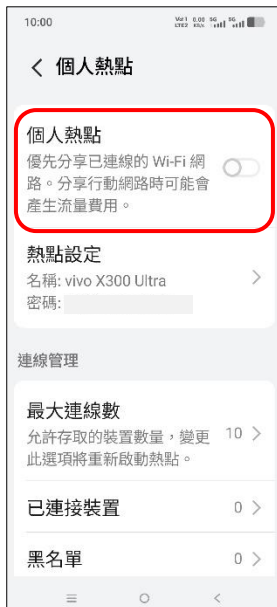 10:00
0.00
5G
5G
個人熱點
個人熱點
優先分享已連線的 Wi-Fi 網
路。分享行動網路時可能會
產生流量費用。
熱點設定
名稱: vivo X300 Ultra
密碼:
連線管理
最大連線數
允許存取的裝置數量，變更
此選項將重新啟動熱點。
10
已連接裝置
0
黑名單
0